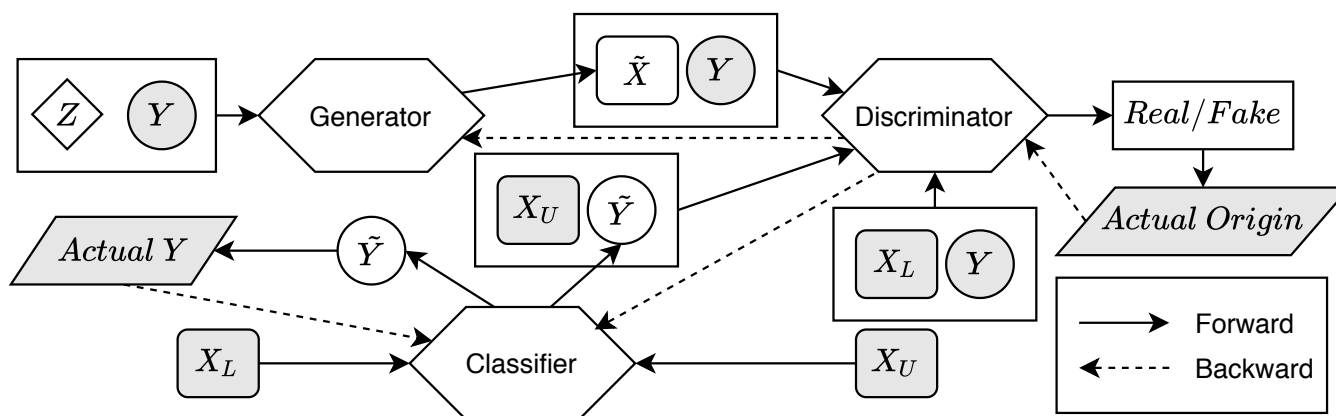 Z Y
Generator
X̃ Y
Discriminator
Real/Fake
X_U Ỹ
Actual Origin
Actual Y
Ỹ
X_L Y
X_L
Classifier
X_U
Forward
Backward